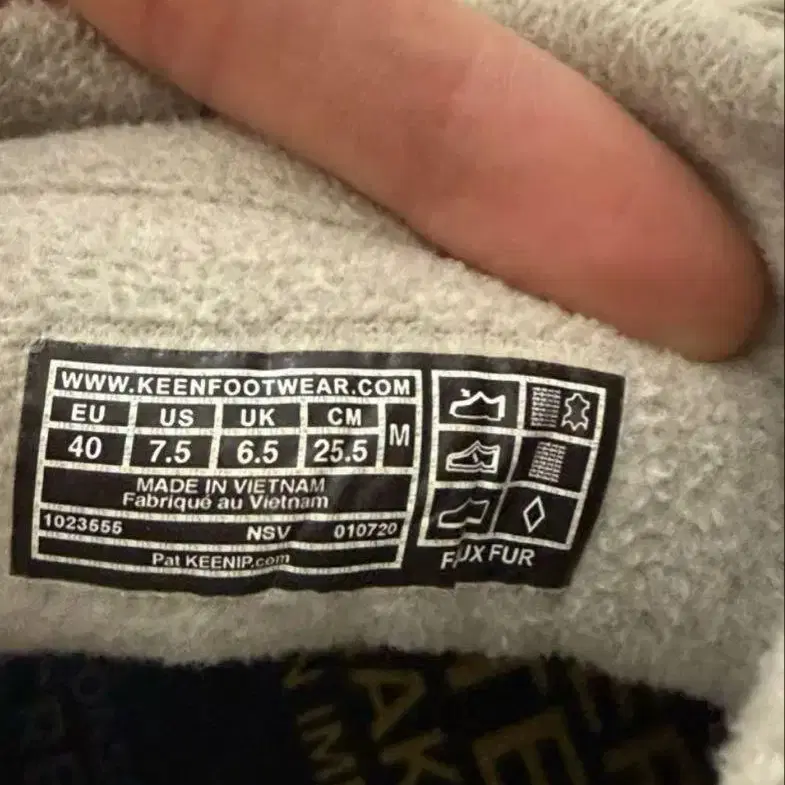 WWW.KEENFOOTWEAR.COM
EU US UK CM M
40 7.5 6.5 25.5
MADE IN VIETNAM
Fabriqué au Vietnam
1023555 NSV 010720
Pat KEENIP.com
FAUX FUR